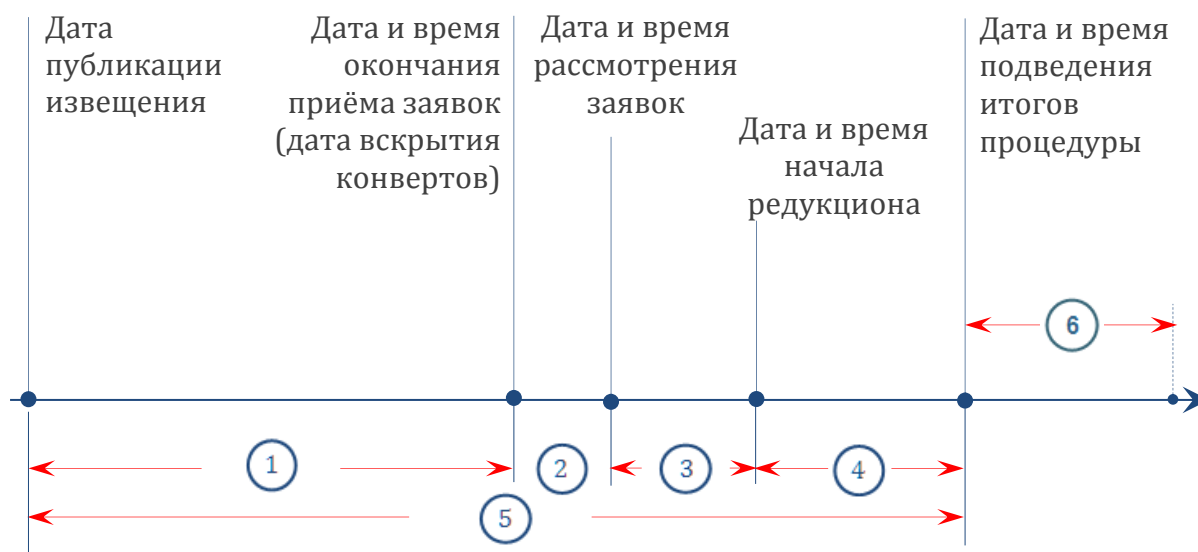 Дата
публикации
извещения
Дата и время
окончания
приёма заявок
(дата вскрытия
конвертов)
Дата и время
рассмотрения
заявок
Дата и время
начала
редукциона
Дата и время
подведения
итогов
процедуры
6
1
2
3
4
5